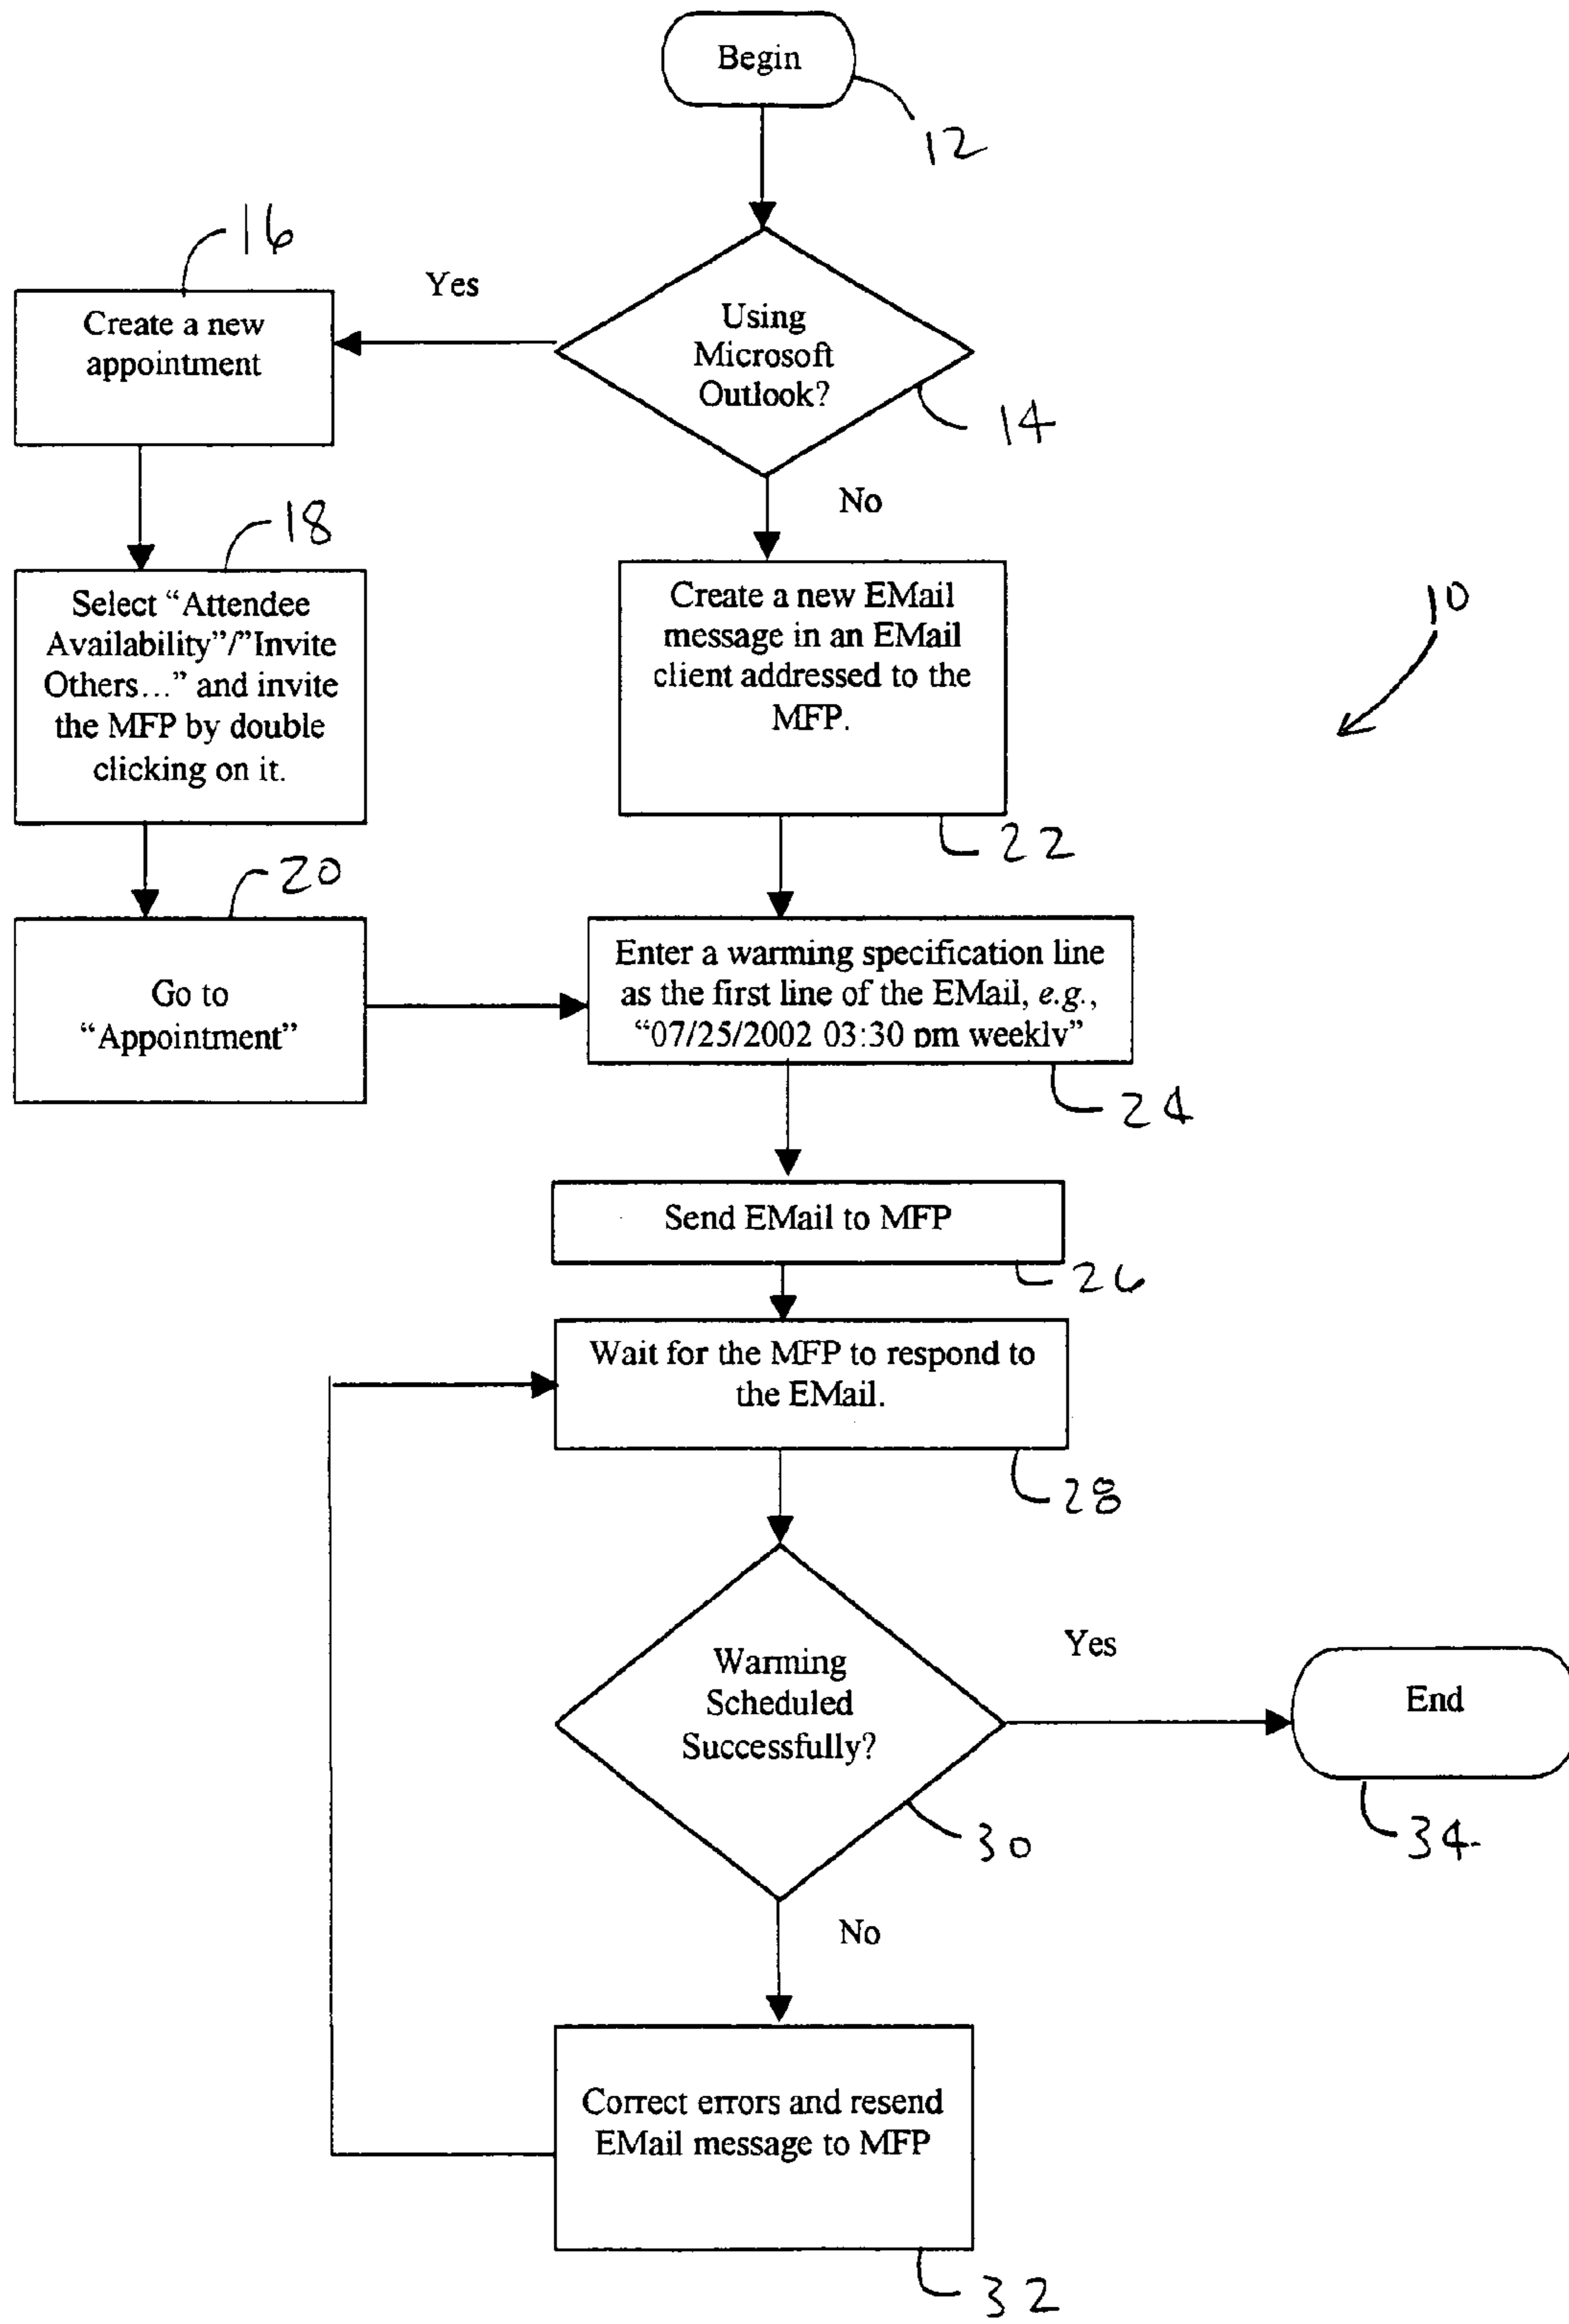 Begin
12
16
Yes
Create a new
appointment
Using
Microsoft
Outlook?
14
No
18
Select “Attendee
Availability”/”Invite
Others…” and invite
the MFP by double
clicking on it.
Create a new EMail
message in an EMail
client addressed to the
MFP.
10
22
20
Go to
“Appointment”
Enter a warming specification line
as the first line of the EMail, e.g.,
“07/25/2002 03:30 pm weekly”
24
Send EMail to MFP
26
Wait for the MFP to respond to
the EMail.
28
Warming
Scheduled
Successfully?
Yes
End
30
34
No
Correct errors and resend
EMail message to MFP
32